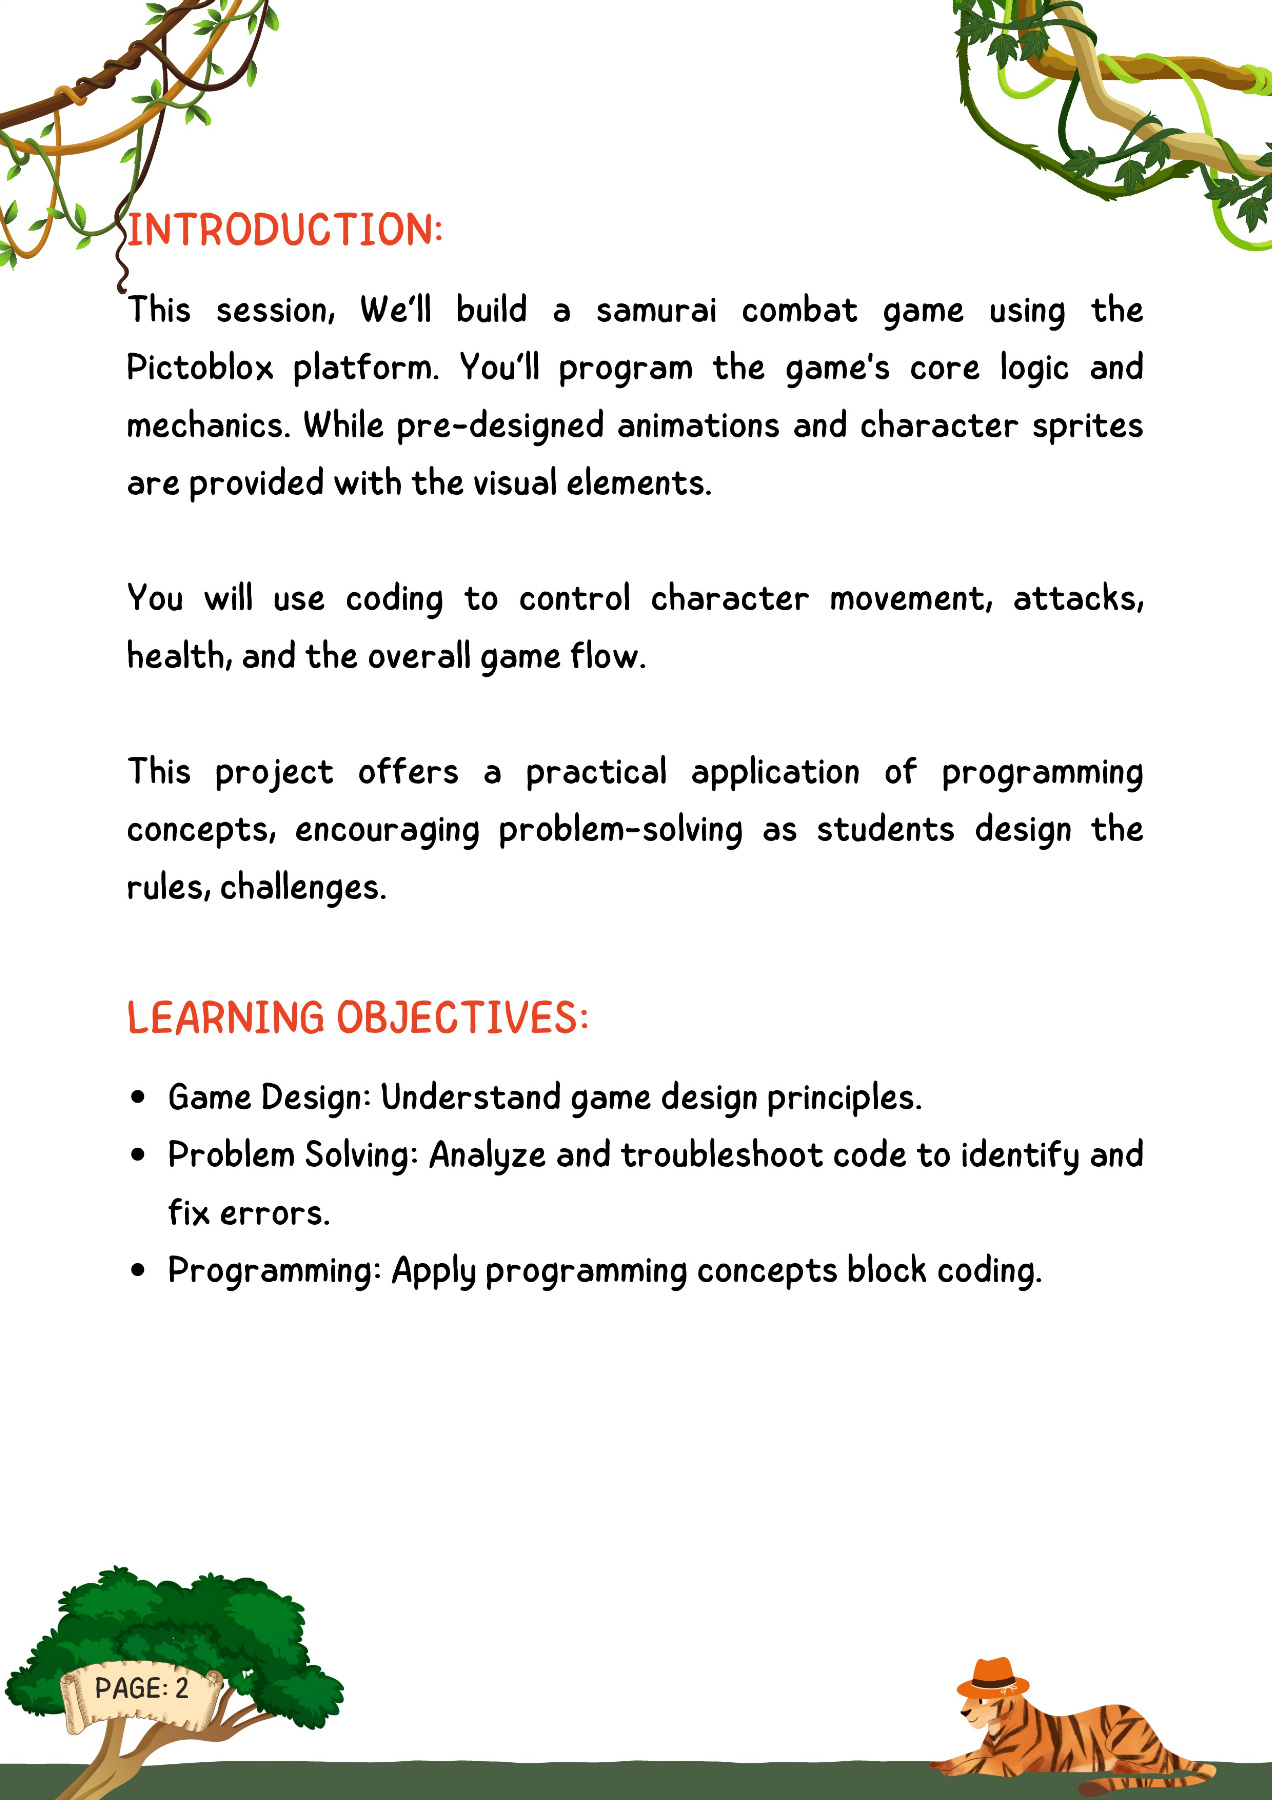 INTRODUCTION:
This session, We’ll build a samurai combat game using the
Pictoblox platform. You’ll program the game's core logic and
mechanics. While pre-designed animations and character sprites
are provided with the visual elements.
You will use coding to control character movement, attacks,
health, and the overall game flow.
This project offers a practical application of programming
concepts, encouraging problem-solving as students design the
rules, challenges.
LEARNING OBJECTIVES:
• Game Design: Understand game design principles.
• Problem Solving: Analyze and troubleshoot code to identify and
fix errors.
• Programming: Apply programming concepts block coding.
PAGE: 2